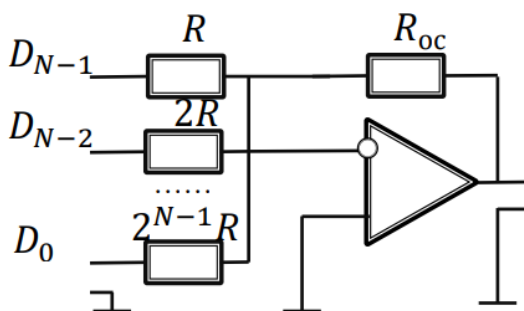 R
R_oc
D_{N-1}
2R
D_{N-2}
......
2^{N-1}R
D_0